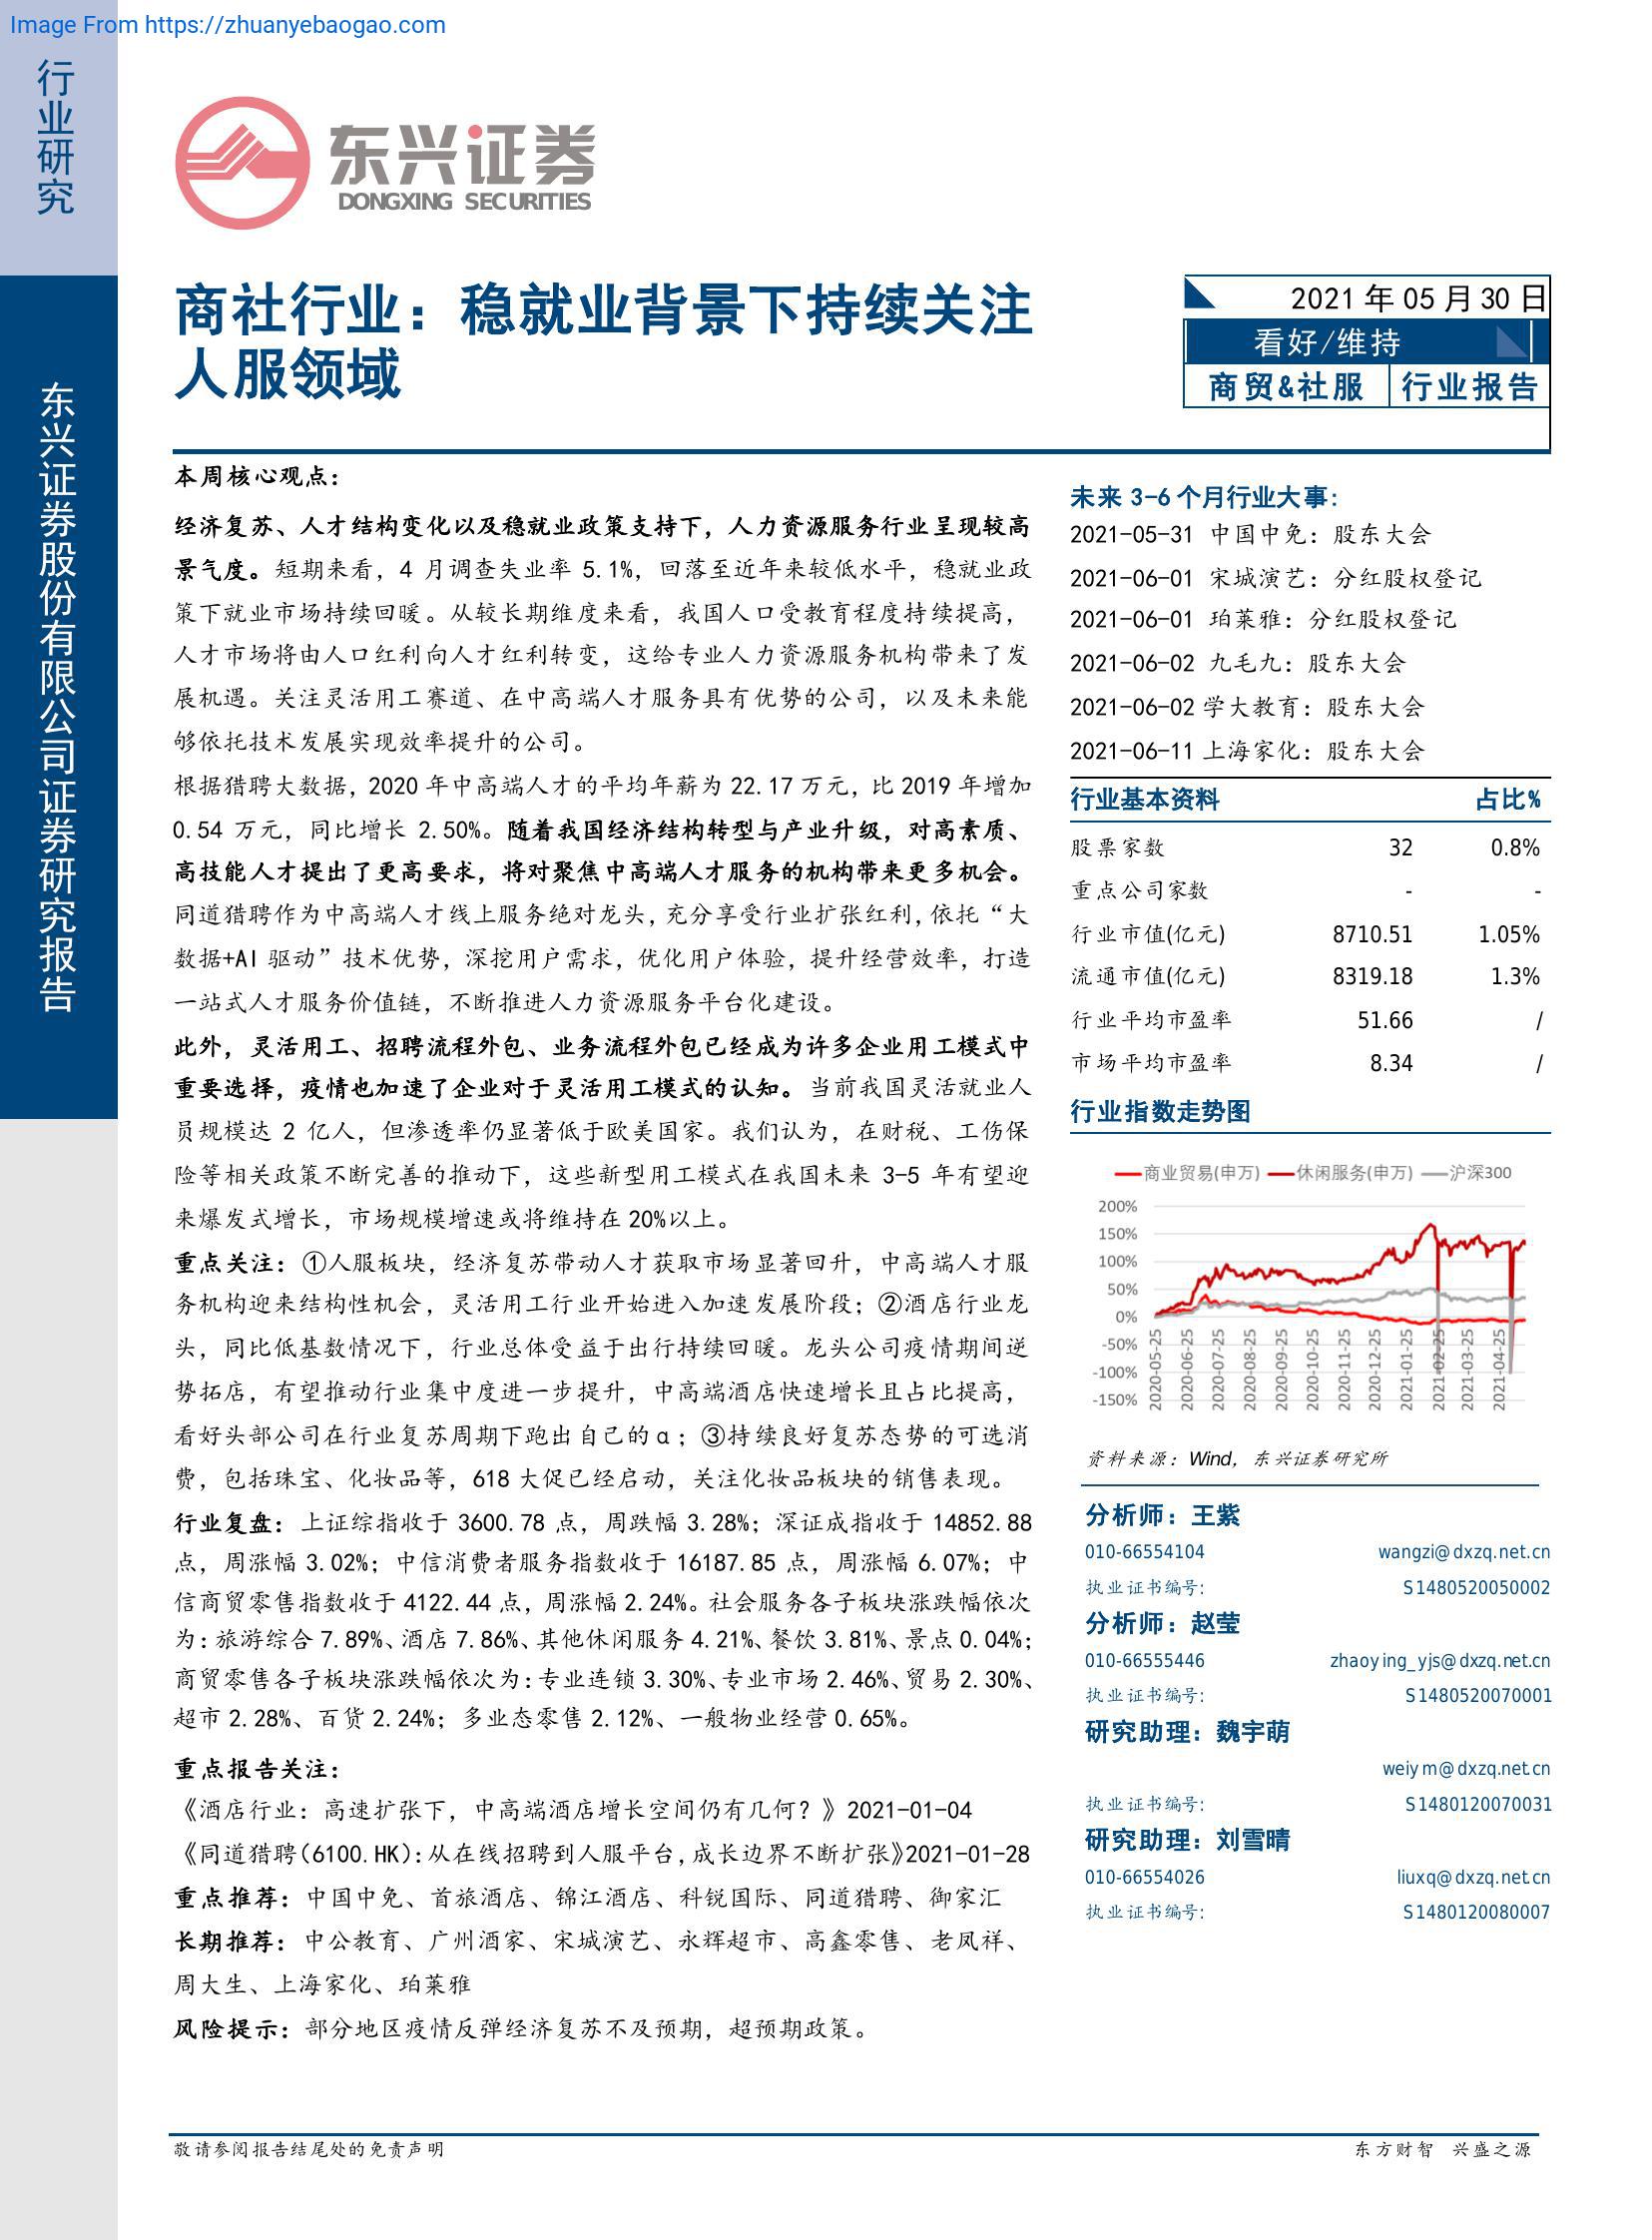 Image From https://zhuanyebaogao.com
行业研究
东兴证券股份有限公司证券研究报告
东兴证券
DONGXING SECURITIES
商社行业：稳就业背景下持续关注
人服领域
2021 年 05 月 30 日
看好/维持
商贸&社服 行业报告
本周核心观点：
经济复苏、人才结构变化以及稳就业政策支持下，人力资源服务行业呈现较高
景气度。短期来看，4 月调查失业率 5.1%，回落至近年来较低水平，稳就业政
策下就业市场持续回暖。从较长期维度来看，我国人口受教育程度持续提高，
人才市场将由人口红利向人才红利转变，这给专业人力资源服务机构带来了发
展机遇。关注灵活用工赛道、在中高端人才服务具有优势的公司，以及未来能
够依托技术发展实现效率提升的公司。
根据猎聘大数据，2020 年中高端人才的平均年薪为 22.17 万元，比 2019 年增加
0.54 万元，同比增长 2.50%。随着我国经济结构转型与产业升级，对高素质、
高技能人才提出了更高要求，将对聚焦中高端人才服务的机构带来更多机会。
同道猎聘作为中高端人才线上服务绝对龙头，充分享受行业扩张红利，依托“大
数据+AI 驱动”技术优势，深挖用户需求，优化用户体验，提升经营效率，打造
一站式人才服务价值链，不断推进人力资源服务平台化建设。
此外，灵活用工、招聘流程外包、业务流程外包已经成为许多企业用工模式中
重要选择，疫情也加速了企业对于灵活用工模式的认知。当前我国灵活就业人
员规模达 2 亿人，但渗透率仍显著低于欧美国家。我们认为，在财税、工伤保
险等相关政策不断完善的推动下，这些新型用工模式在我国未来 3-5 年有望迎
来爆发式增长，市场规模增速或将维持在 20%以上。
重点关注：①人服板块，经济复苏带动人才获取市场显著回升，中高端人才服
务机构迎来结构性机会，灵活用工行业开始进入加速发展阶段；②酒店行业龙
头，同比低基数情况下，行业总体受益于出行持续回暖。龙头公司疫情期间逆
势拓店，有望推动行业集中度进一步提升，中高端酒店快速增长且占比提高，
看好头部公司在行业复苏周期下跑出自己的α；③持续良好复苏态势的可选消
费，包括珠宝、化妆品等，618 大促已经启动，关注化妆品板块的销售表现。
行业复盘：上证综指收于 3600.78 点，周跌幅 3.28%；深证成指收于 14852.88
点，周涨幅 3.02%；中信消费者服务指数收于 16187.85 点，周涨幅 6.07%；中
信商贸零售指数收于 4122.44 点，周涨幅 2.24%。社会服务各子板块涨跌幅依次
为：旅游综合 7.89%、酒店 7.86%、其他休闲服务 4.21%、餐饮 3.81%、景点 0.04%；
商贸零售各子板块涨跌幅依次为：专业连锁 3.30%、专业市场 2.46%、贸易 2.30%、
超市 2.28%、百货 2.24%；多业态零售 2.12%、一般物业经营 0.65%。
重点报告关注：
《酒店行业：高速扩张下，中高端酒店增长空间仍有几何？》2021-01-04
《同道猎聘（6100.HK）：从在线招聘到人服平台，成长边界不断扩张》2021-01-28
重点推荐：中国中免、首旅酒店、锦江酒店、科锐国际、同道猎聘、御家汇
长期推荐：中公教育、广州酒家、宋城演艺、永辉超市、高鑫零售、老凤祥、
周大生、上海家化、珀莱雅
风险提示：部分地区疫情反弹经济复苏不及预期，超预期政策。
未来 3-6 个月行业大事：
2021-05-31 中国中免：股东大会
2021-06-01 宋城演艺：分红股权登记
2021-06-01 珀莱雅：分红股权登记
2021-06-02 九毛九：股东大会
2021-06-02 学大教育：股东大会
2021-06-11 上海家化：股东大会
行业基本资料 占比%
股票家数 32 0.8%
重点公司家数 - -
行业市值(亿元) 8710.51 1.05%
流通市值(亿元) 8319.18 1.3%
行业平均市盈率 51.66 /
市场平均市盈率 8.34 /
行业指数走势图
商业贸易(申万) 休闲服务(申万) 沪深300
200%
150%
100%
50%
0%
-50%
-100%
-150%
2020-05-25
2020-06-25
2020-07-25
2020-08-25
2020-09-25
2020-10-25
2020-11-25
2020-12-25
2021-01-25
2021-02-25
2021-03-25
2021-04-25
资料来源：Wind，东兴证券研究所
分析师：王紫
010-66554104 wangzi@dxzq.net.cn
执业证书编号: S1480520050002
分析师：赵莹
010-66555446 zhaoying_yjs@dxzq.net.cn
执业证书编号: S1480520070001
研究助理：魏宇萌
weiym@dxzq.net.cn
执业证书编号: S1480120070031
研究助理：刘雪晴
010-66554026 liuxq@dxzq.net.cn
执业证书编号: S1480120080007
敬请参阅报告结尾处的免责声明
东方财智 兴盛之源